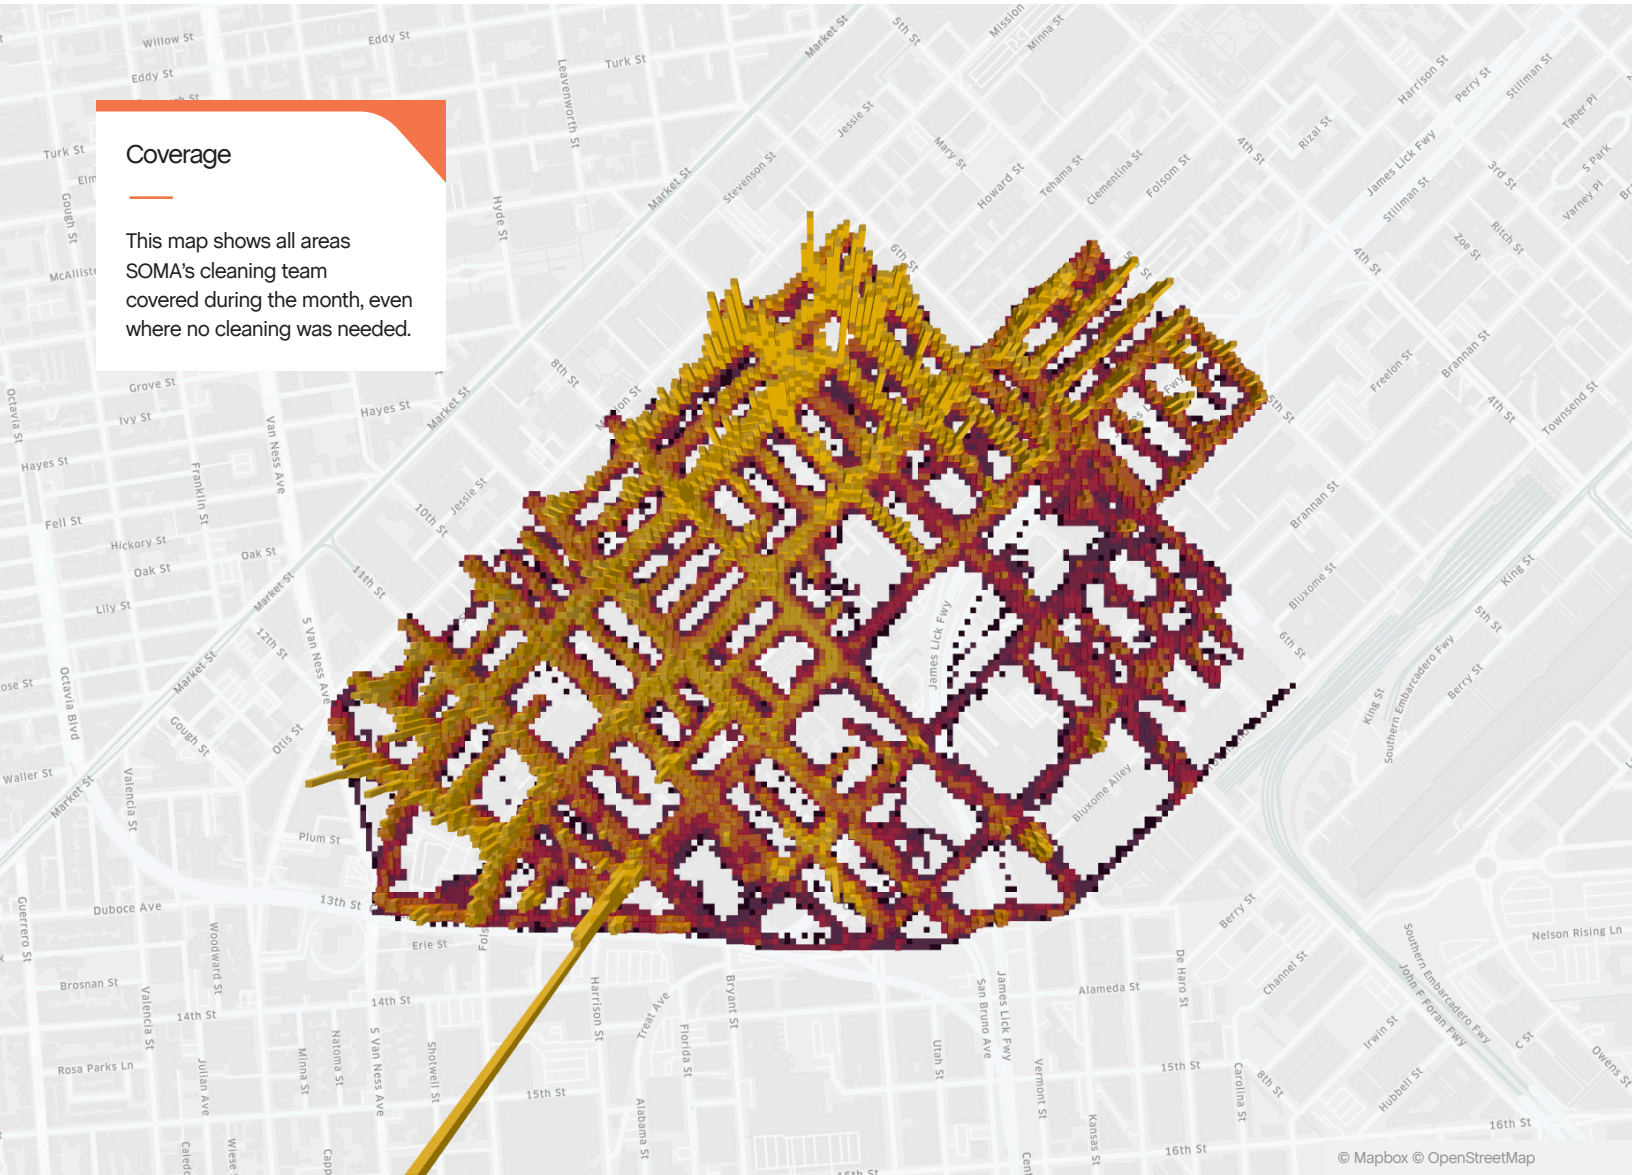 Coverage
This map shows all areas
SOMA's cleaning team
covered during the month, even
where no cleaning was needed.
Willow St
Eddy St
Eddy St
Turk St
Leavenworth St
Market St
5th St
Mission
Minna St
Harrison St
Perry St
Stillman St
Taber Pl
S Park
Varney Pl
Turk St
Gough St
Hyde St
Market St
Stevenson St
Jessie St
Mary St
Howard St
Tehama St
Clementina St
Folsom St
4th St
Rizal St
James Lick Fwy
Stillman St
3rd St
Ritch St
Zoe St
4th St
6th St
Octavia St
Grove St
Ivy St
Hayes St
Market St
8th St
Hayes St
Van Ness Ave
Franklin St
Freelon St
Brannan St
4th St
Townsend St
5th St
Fell St
Hickory St
Oak St
Oak St
Lily St
Jessie St
10th St
11th St
Market St
12th St
S Van Ness Ave
Market St
Brannan St
Bluxome St
King St
5th St
6th St
Berry St
King St
Southern Embarcadero Fwy
James Lick Fwy
Bluxome Alley
Octavia Blvd
Gough St
Otis St
Waller St
Market St
Valencia St
Plum St
13th St
Duboce Ave
Guerrero St
Woodward St
Erie St
Brosnan St
Valencia St
14th St
14th St
Harrison St
Treat Ave
Bryant St
Florida St
San Bruno Ave
James Lick Fwy
Alameda St
De Haro St
Berry St
Channel St
Nelson Rising Ln
Southern Embarcadero Fwy
John F Foran Fwy
Irwin St
C St
Owens St
Rosa Parks Ln
Julian Ave
Minna St
Natoma St
S Van Ness Ave
Shotwell St
15th St
Alabama St
Utah St
Vermont St
Kansas St
15th St
Carolina St
8th St
Hubbell St
16th St
16th St
© Mapbox © OpenStreetMap